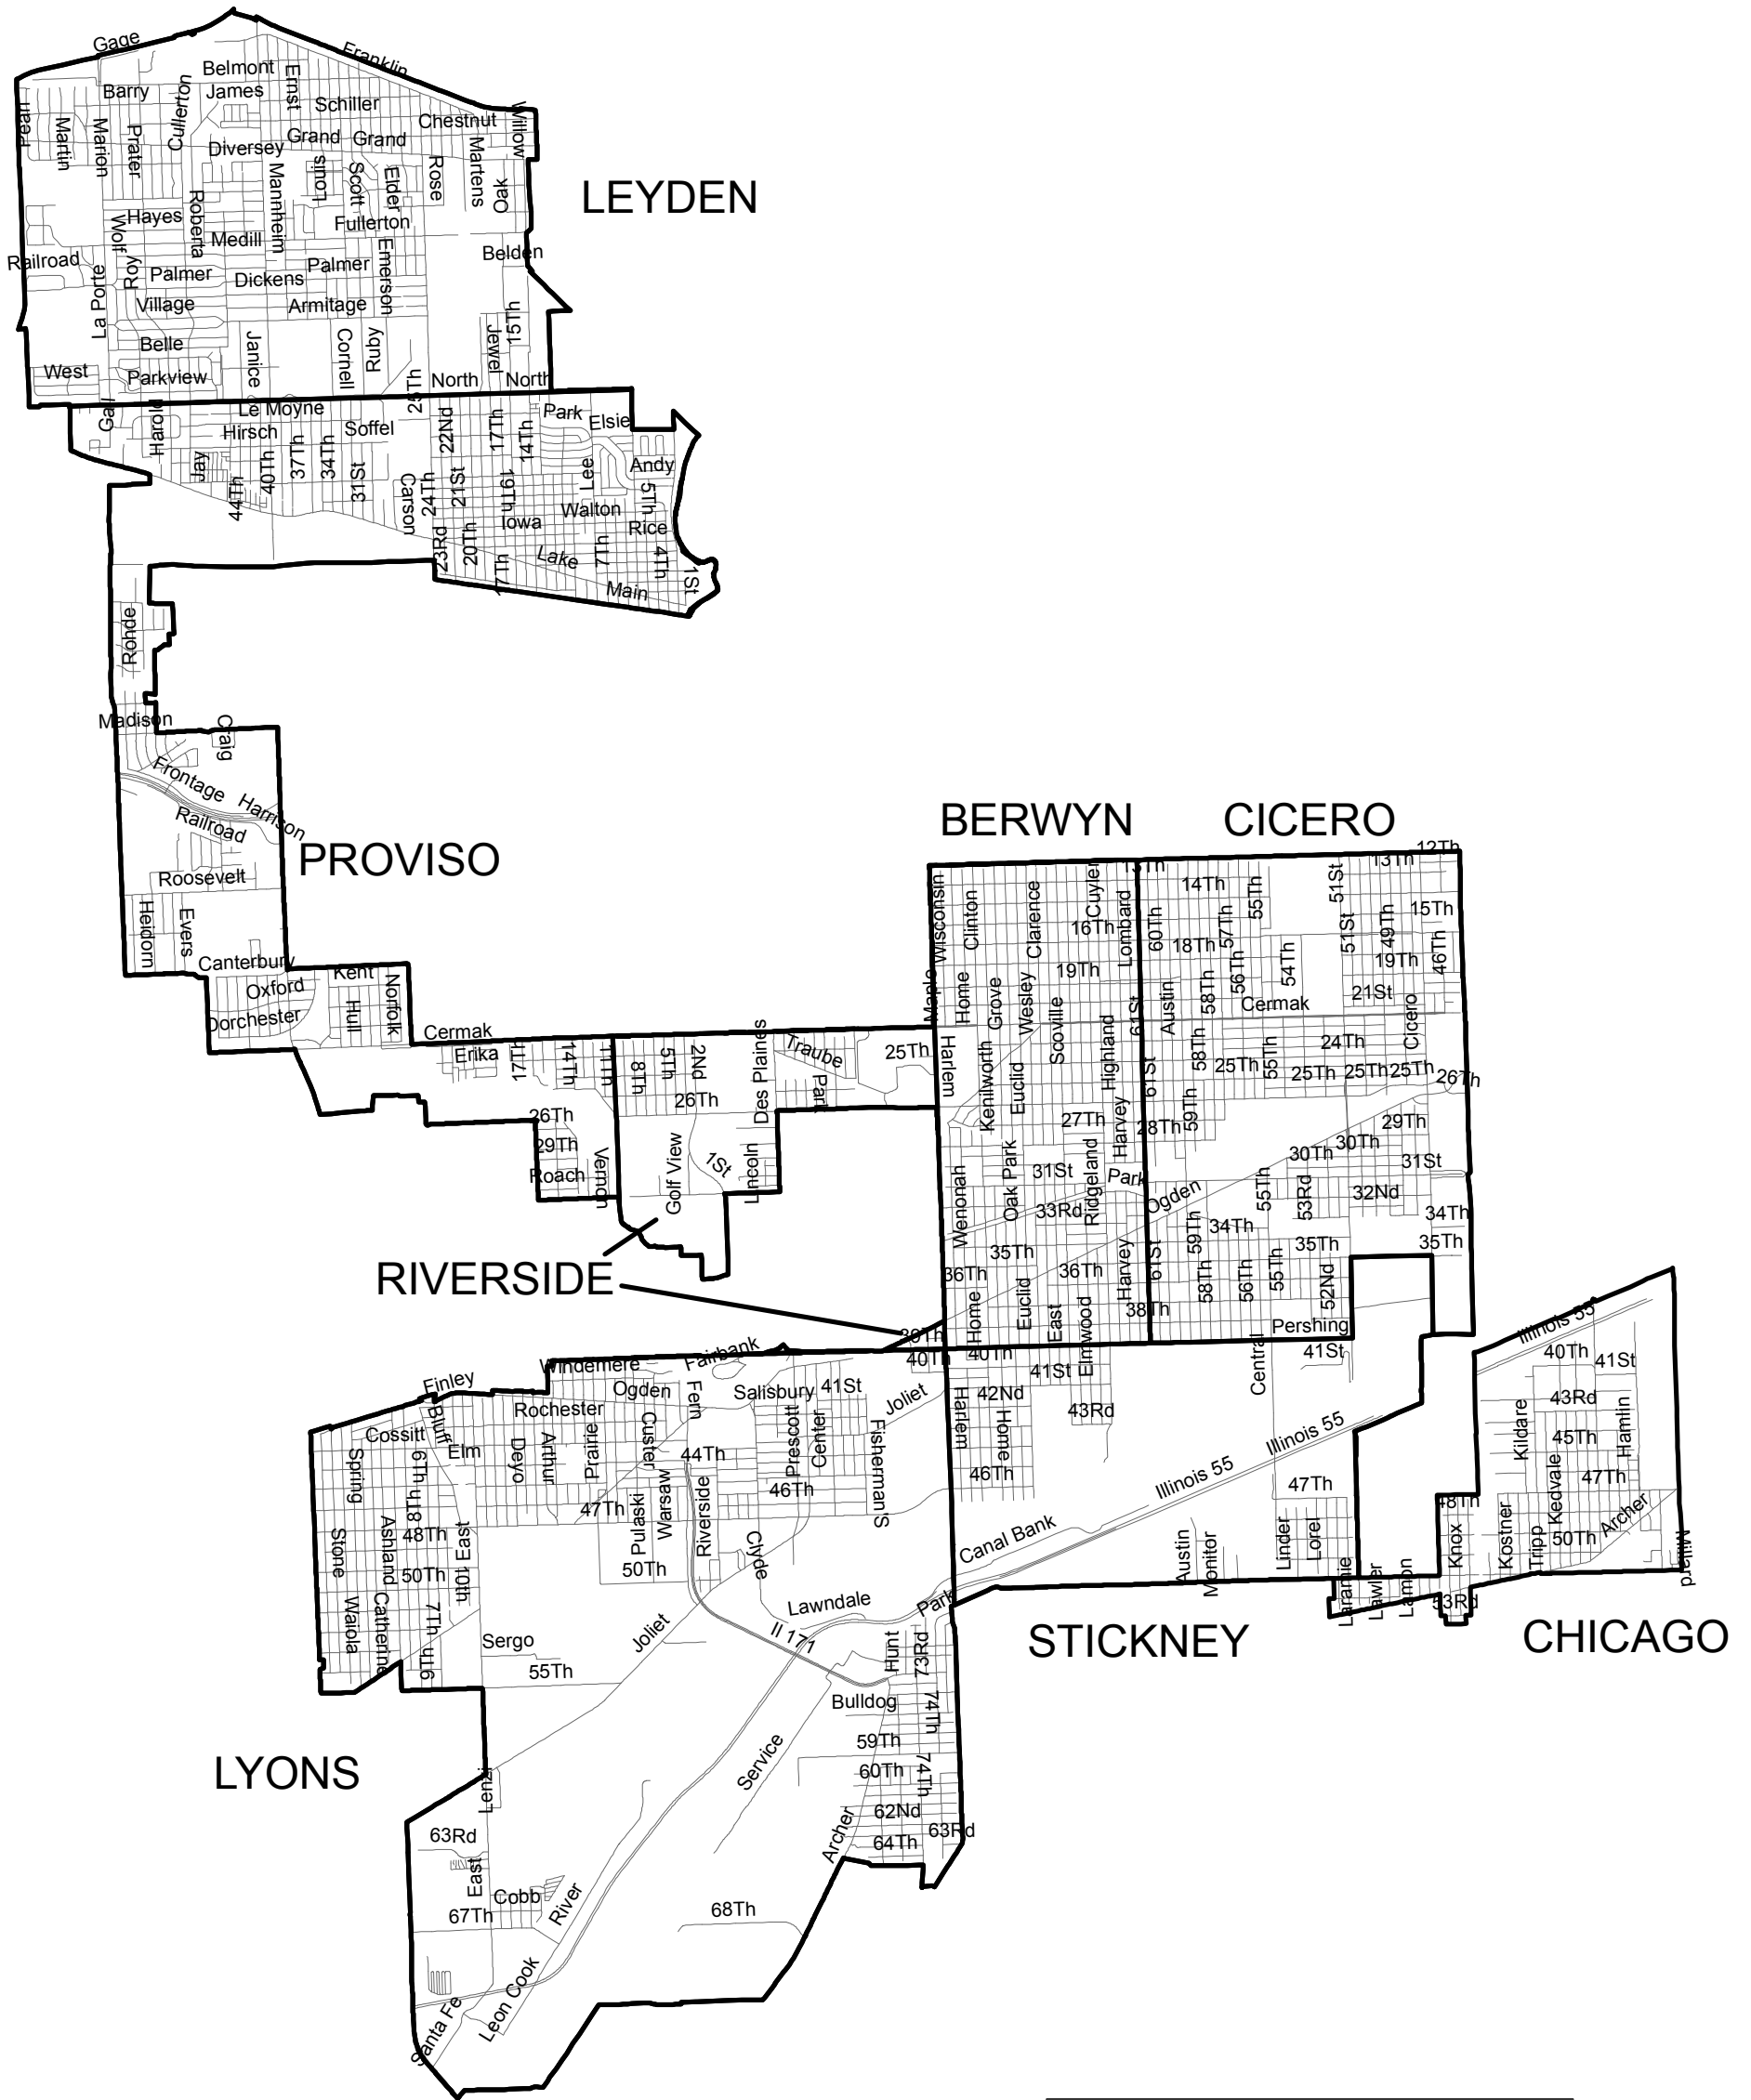 Gage
Franklin
Belmont
Ernst
Barry
James
Cullerton
Schiller
Pearl
Martin
Marion
Prater
Chestnut
Willow
Grand
Grand
Diversey
Martens
Mannheim
Louis
Scott
Elder
Rose
Oak
LEYDEN
Roberta
Hayes
Wolf
Fullerton
Medill
Emerson
Belden
Railroad
Roy
Palmer
Palmer
Dickens
La Porte
Village
Armitage
15Th
Jewel
Belle
Janice
Cornell
Ruby
West
Parkview
25Th
North
North
Gail
Harold
Le Moyne
Hirsch
Soffel
22Nd
17Th
14Th
Park
Elsie
Jay
44Th
40Th
37Th
34Th
31St
Carson
24Th
21St
19Th
Lee
Andy
5Th
Walton
Iowa
Rice
23Rd
20Th
17Th
Lake
7Th
4Th
1St
Main
Rohde
Madison
Craig
Frontage
Harrison
Railroad
PROVISO
Roosevelt
Heidorn
Evers
Canterbury
Kent
Oxford
Hull
Norfolk
Dorchester
BERWYN
CICERO
12Th
13Th
13Th
Cuyler
14Th
55Th
51St
Wisconsin
Clinton
Clarence
Lombard
16Th
60Th
57Th
18Th
15Th
49Th
51St
46Th
19Th
19Th
Maple
Home
Grove
Wesley
56Th
54Th
58Th
Cermak
21St
61St
Austin
Cicero
Cermak
Erika
17Th
14Th
11Th
8Th
5Th
2Nd
Des Plaines
Traube
25Th
Park
26Th
26Th
29Th
Roach
Vernon
Golf View
1St
Lincoln
Harlem
Kenilworth
Euclid
Scoville
Highland
61St
58Th
25Th
55Th
24Th
25Th
25Th
25Th
26Th
27Th
Harvey
28Th
59Th
29Th
30Th
30Th
31St
31St
Wenonah
Oak Park
Ridgeland
Park
Ogden
55Th
53Rd
32Nd
33Rd
34Th
34Th
59Th
35Th
35Th
35Th
61St
36Th
36Th
Harvey
58Th
56Th
55Th
52Nd
Home
Euclid
East
Elmwood
38Th
Pershing
RIVERSIDE
39Th
40Th
40Th
41St
Central
41St
Illinois 55
40Th
41St
Windemere
Fairbank
Finley
Ogden
Fern
Salisbury
41St
Joliet
Harlem
42Nd
Home
43Rd
43Rd
Bluff
Rochester
Cossitt
Elm
Deyo
Arthur
Prairie
Custer
44Th
Prescott
Center
Fisherman'S
46Th
46Th
Kildare
45Th
Hamlin
47Th
Kedvale
Spring
9Th
8Th
47Th
Pulaski
Warsaw
Riverside
Illinois 55
Illinois 55
47Th
48Th
48Th
Stone
Ashland
East
Clyde
Canal Bank
Austin
Monitor
Linder
Lorel
Knox
Kostner
Tripp
50Th
Archer
Millard
50Th
50Th
10th
Laramie
Lawler
Lamon
53Rd
Waiola
Catherine
7Th
9Th
Lawndale
Park
Joliet
Il 171
Hunt
73Rd
STICKNEY
CHICAGO
Sergo
55Th
Bulldog
74Th
59Th
Service
LYONS
60Th
74Th
Lenzi
62Nd
63Rd
63Rd
Archer
64Th
East
Cobb
River
67Th
68Th
Leon Cook
Santa Fe